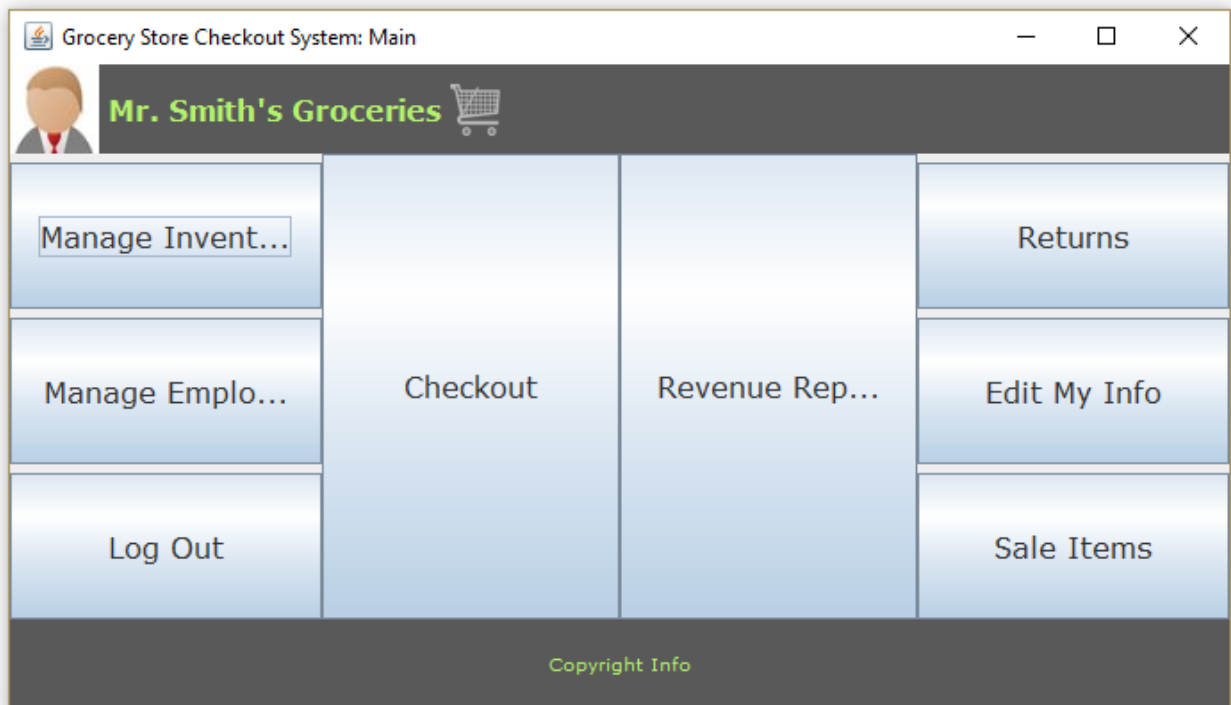 Grocery Store Checkout System: Main
Mr. Smith's Groceries
Manage Invent...
Checkout
Revenue Rep...
Returns
Manage Emplo...
Edit My Info
Log Out
Sale Items
Copyright Info